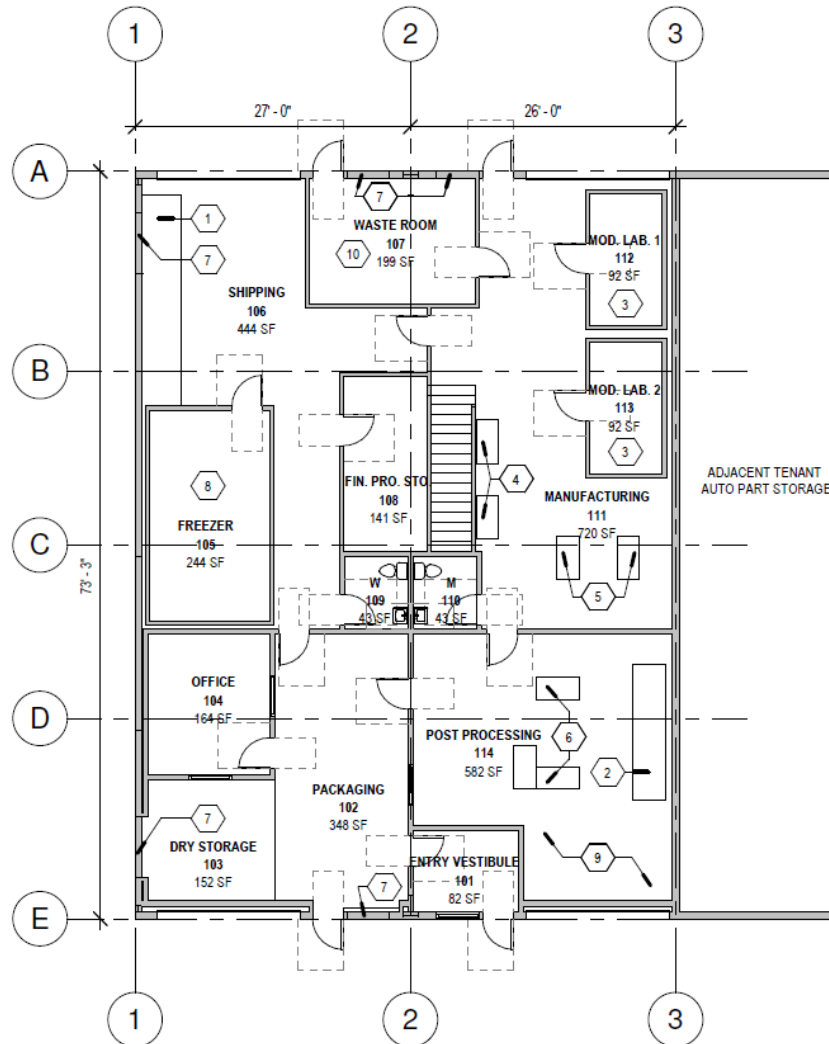 1
2
3
27' - 0"
26' - 0"
A
7
WASTE ROOM
107
199 SF
10
1
7
MOD. LAB. 1
112
92 SF
3
SHIPPING
106
444 SF
B
MOD. LAB. 2
113
92 SF
3
8
FREEZER
105
244 SF
FIN. PRO. STO.
108
141 SF
4
MANUFACTURING
111
720 SF
ADJACENT TENANT
AUTO PART STORAGE
C
73' - 3"
5
W
109
43 SF
M
110
43 SF
OFFICE
104
164 SF
D
POST PROCESSING
114
582 SF
6
2
PACKAGING
102
348 SF
7
DRY STORAGE
103
152 SF
ENTRY VESTIBULE
101
82 SF
7
9
E
1
2
3